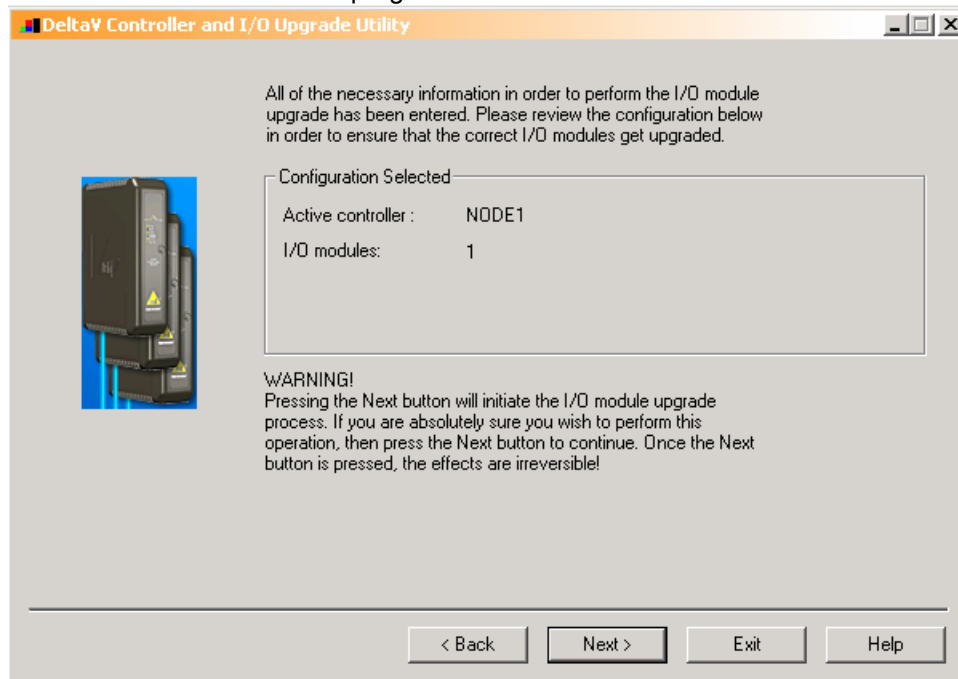 DeltaV Controller and I/O Upgrade Utility
All of the necessary information in order to perform the I/O module
upgrade has been entered. Please review the configuration below
in order to ensure that the correct I/O modules get upgraded.
Configuration Selected
Active controller : NODE1
I/O modules: 1
WARNING!
Pressing the Next button will initiate the I/O module upgrade
process. If you are absolutely sure you wish to perform this
operation, then press the Next button to continue. Once the Next
button is pressed, the effects are irreversible!
< Back Next > Exit Help